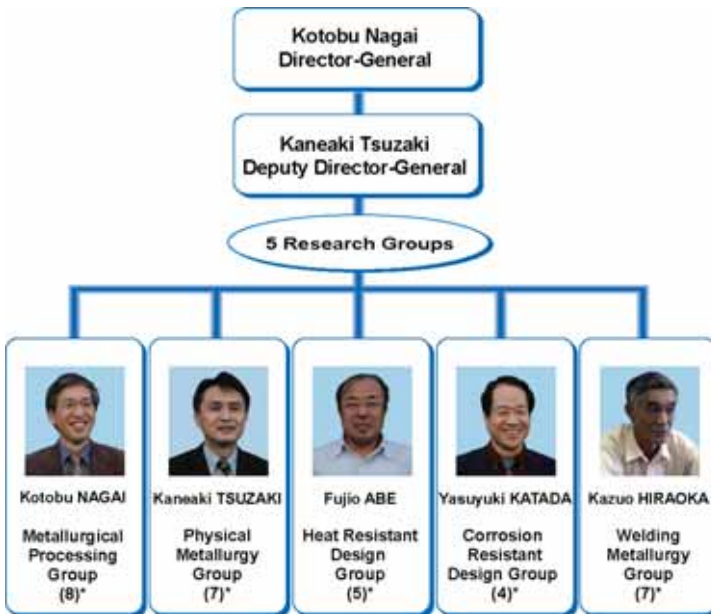 Kotobu Nagai
Director-General
Kaneaki Tsuzaki
Deputy Director-General
5 Research Groups
Kotobu NAGAI
Metallurgical
Processing
Group
(8)*
Kaneaki TSUZAKI
Physical
Metallurgy
Group
(7)*
Fujio ABE
Heat Resistant
Design
Group
(5)*
Yasuyuki KATADA
Corrosion
Resistant
Design Group
(4)*
Kazuo HIRAOKA
Welding
Metallurgy
Group
(7)*